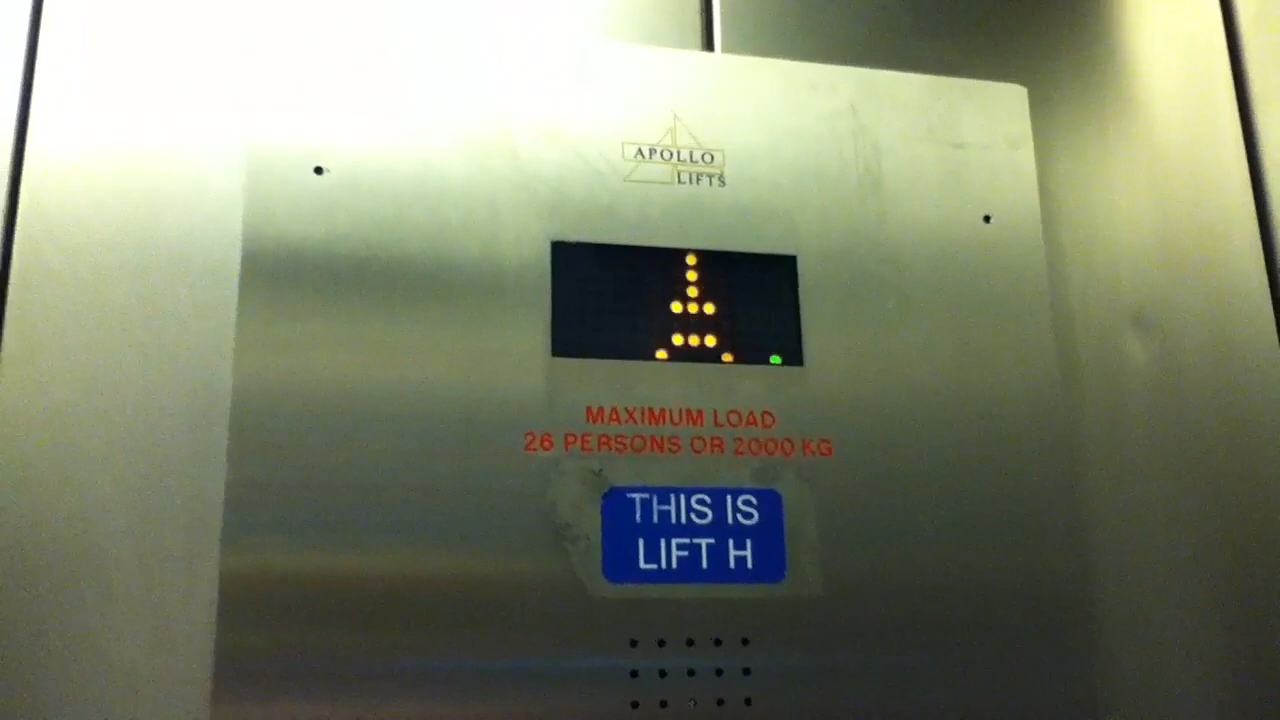 APOLLO
LIFTS
MAXIMUM LOAD
26 PERSONS OR 2000 KG
THIS IS
LIFT H